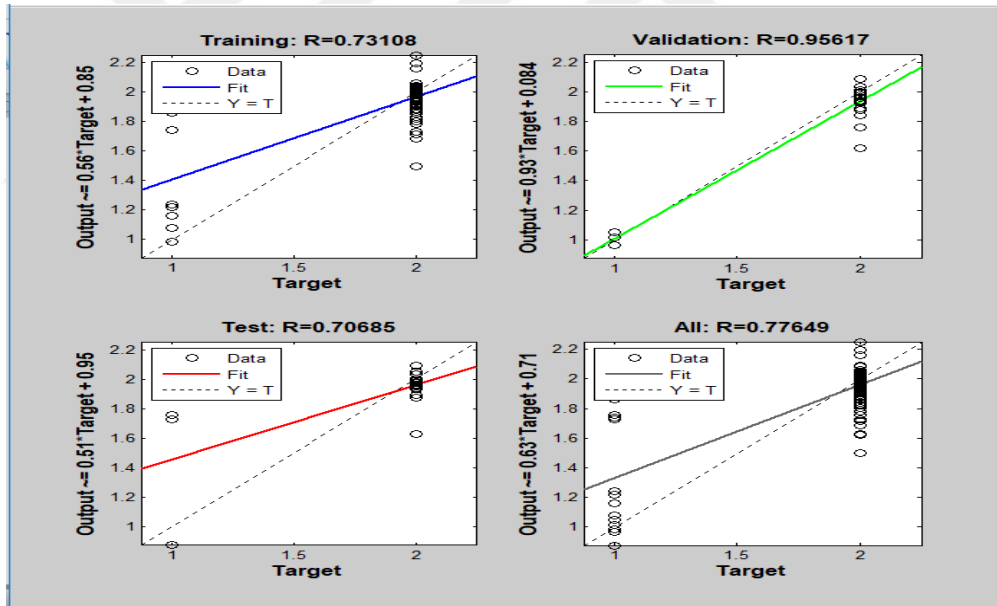 Training: R=0.73108
Output ~= 0.56*Target + 0.85
2.2
2
1.8
1.6
1.4
1.2
1
Data
Fit
Y = T
1
1.5
2
Target
Validation: R=0.95617
Output ~= 0.93*Target + 0.084
2.2
2
1.8
1.6
1.4
1.2
1
Data
Fit
Y = T
1
1.5
2
Target
Test: R=0.70685
Output ~= 0.51*Target + 0.95
2.2
2
1.8
1.6
1.4
1.2
1
Data
Fit
Y = T
1
1.5
2
Target
All: R=0.77649
Output ~= 0.63*Target + 0.71
2.2
2
1.8
1.6
1.4
1.2
1
Data
Fit
Y = T
1
1.5
2
Target